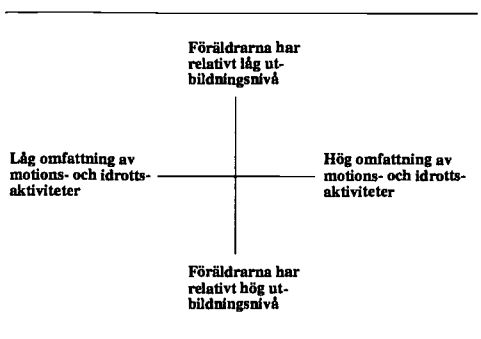 Föräldrarna har
relativt låg ut-
bildningsnivå
Låg omfattning av
motions- och idrotts-
aktiviteter
Hög omfattning av
motions- och idrotts-
aktiviteter
Föräldrarna har
relativt hög ut-
bildningsnivå